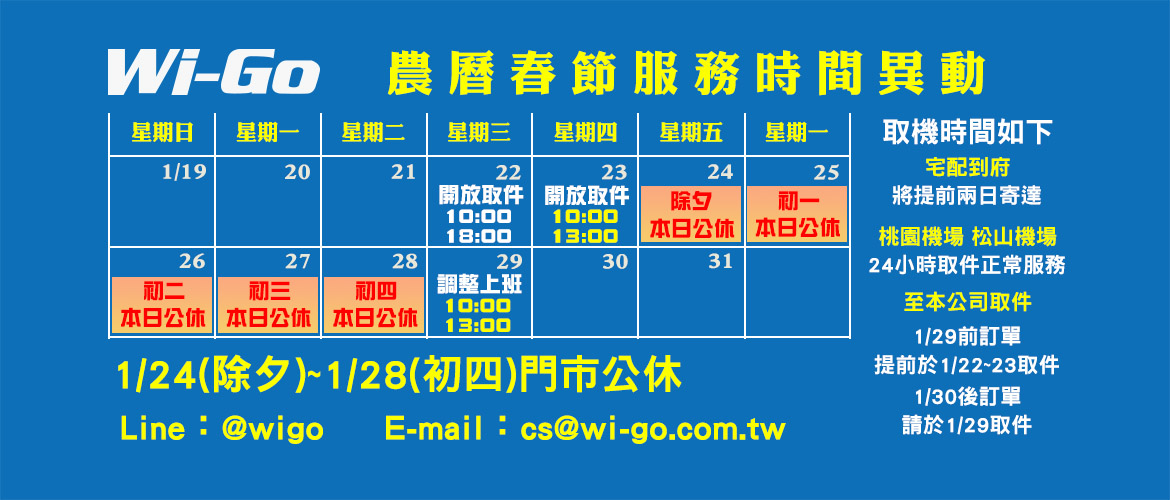 Wi-Go 農曆春節服務時間異動
星期日 星期一 星期二 星期三 星期四 星期五 星期一
1/19 20 21 22 23 24 25
開放取件 開放取件 除夕 初一
10:00 10:00 本日公休 本日公休
18:00 13:00
26 27 28 29 30 31
初二 初三 初四 調整上班
本日公休 本日公休 本日公休 10:00
13:00
1/24(除夕)~1/28(初四)門市公休
Line：@wigo E-mail：cs@wi-go.com.tw
取機時間如下
宅配到府
將提前兩日寄達
桃園機場 松山機場
24小時取件正常服務
至本公司取件
1/29前訂單
提前於1/22~23取件
1/30後訂單
請於1/29取件